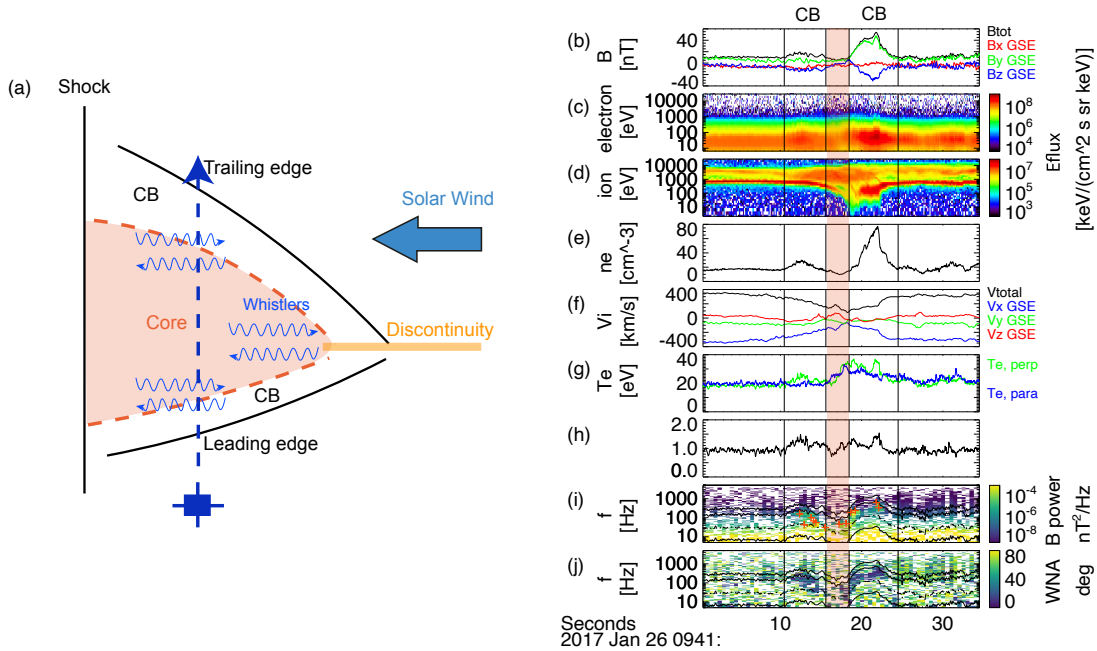 (a)
Shock
Trailing edge
CB
Solar Wind
Core
Whistlers
Discontinuity
CB
Leading edge
CB
CB
(b)
B
[nT]
40
0
-40
Btot
Bx GSE
By GSE
Bz GSE
(c)
electron
[eV]
10000
1000
100
10
10^8
10^6
10^4
(d)
ion
[eV]
10000
1000
100
10
10^7
10^6
10^5
10^4
10^3
Eflux
[keV/(cm^2 s sr keV)]
(e)
ne
[cm^-3]
80
40
0
(f)
Vi
[km/s]
400
0
-400
Vtotal
Vx GSE
Vy GSE
Vz GSE
(g)
Te
[eV]
40
20
0
Te, perp
Te, para
(h)
2.0
1.0
0.0
(i)
f
[Hz]
1000
100
10
10^-4
10^-6
10^-8
B power
nT^2/Hz
(j)
f
[Hz]
1000
100
10
80
40
0
WNA
deg
Seconds
10 20 30
2017 Jan 26 0941: